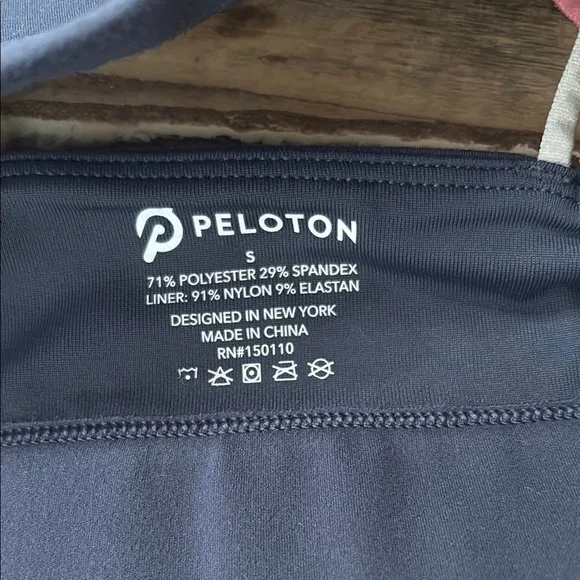 PELOTON
S
71% POLYESTER 29% SPANDEX
LINER: 91% NYLON 9% ELASTAN
DESIGNED IN NEW YORK
MADE IN CHINA
RN#150110